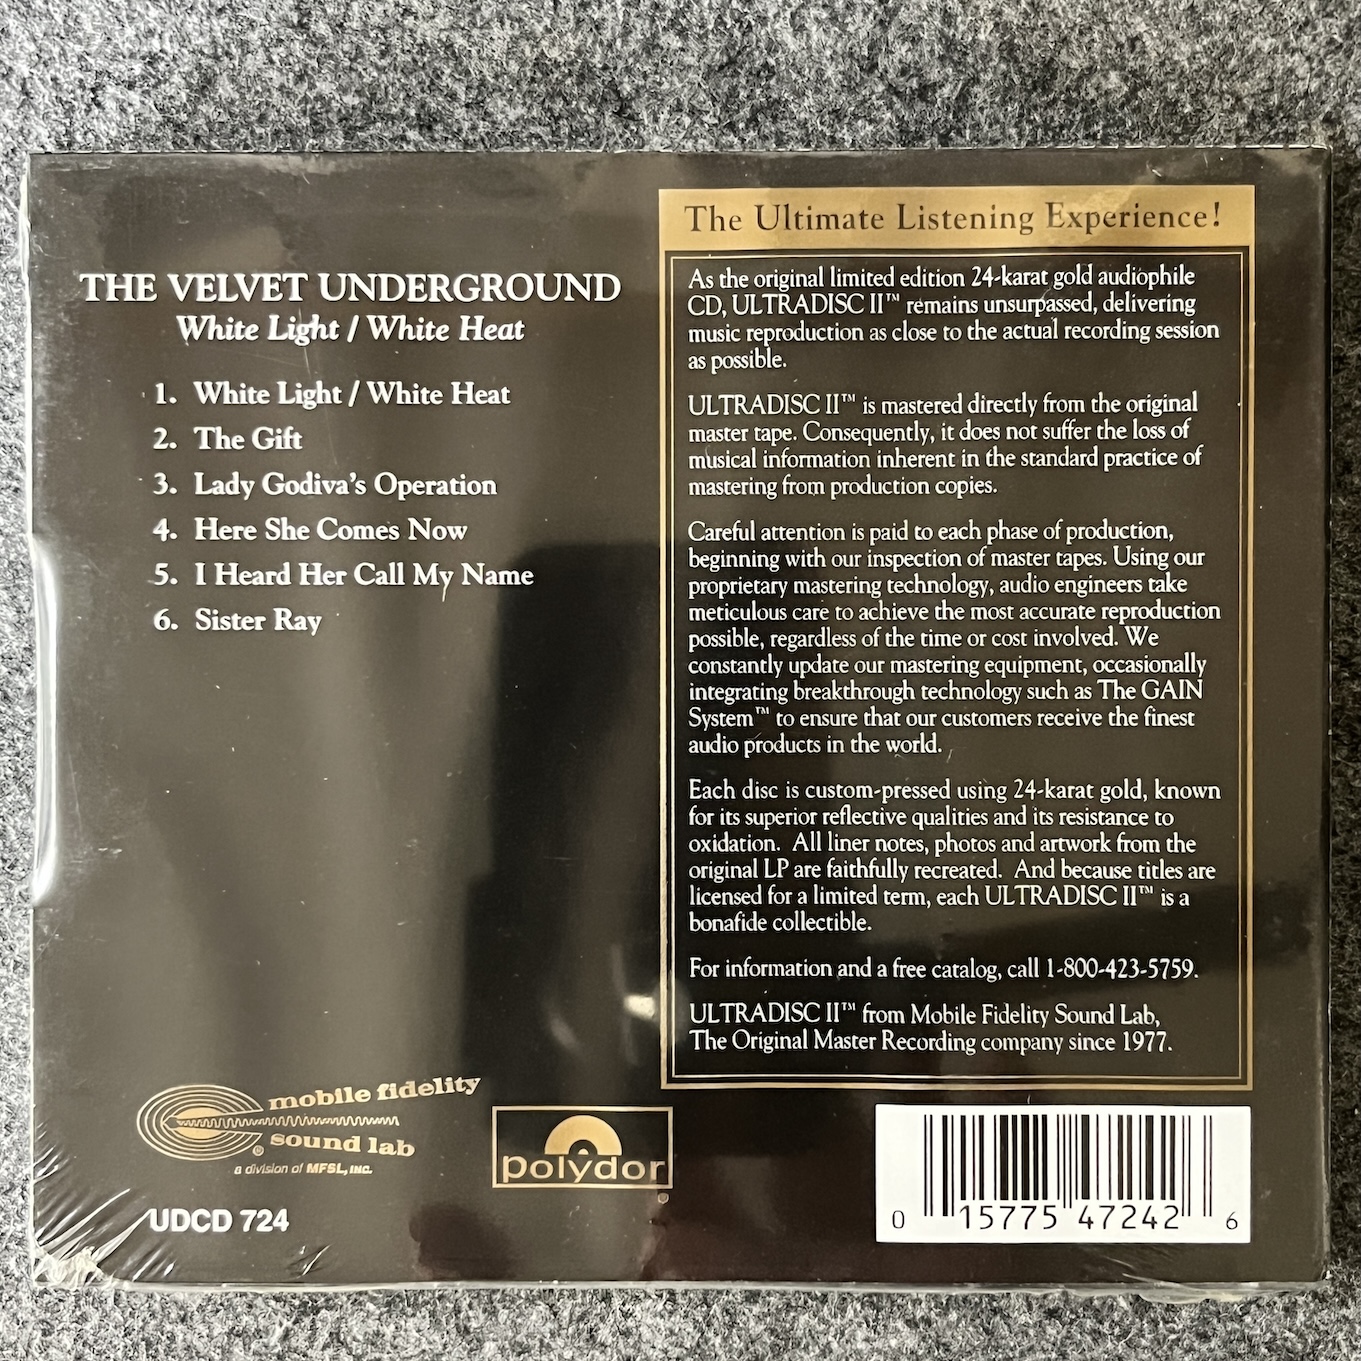 THE VELVET UNDERGROUND
White Light / White Heat
1. White Light / White Heat
2. The Gift
3. Lady Godiva's Operation
4. Here She Comes Now
5. I Heard Her Call My Name
6. Sister Ray
The Ultimate Listening Experience!
As the original limited edition 24-karat gold audiophile
CD, ULTRADISC II™ remains unsurpassed, delivering
music reproduction as close to the actual recording session
as possible.
ULTRADISC II™ is mastered directly from the original
master tape. Consequently, it does not suffer the loss of
musical information inherent in the standard practice of
mastering from production copies.
Careful attention is paid to each phase of production,
beginning with our inspection of master tapes. Using our
proprietary mastering technology, audio engineers take
meticulous care to achieve the most accurate reproduction
possible, regardless of the time or cost involved. We
constantly update our mastering equipment, occasionally
integrating breakthrough technology such as The GAIN
System™ to ensure that our customers receive the finest
audio products in the world.
Each disc is custom-pressed using 24-karat gold, known
for its superior reflective qualities and its resistance to
oxidation. All liner notes, photos and artwork from the
original LP are faithfully recreated. And because titles are
licensed for a limited term, each ULTRADISC II™ is a
bonafide collectible.
For information and a free catalog, call 1-800-423-5759.
ULTRADISC II™ from Mobile Fidelity Sound Lab,
The Original Master Recording company since 1977.
mobile fidelity
® sound lab
a division of MFSL, INC.
UDCD 724
polydor
®
0 15775 47242 6